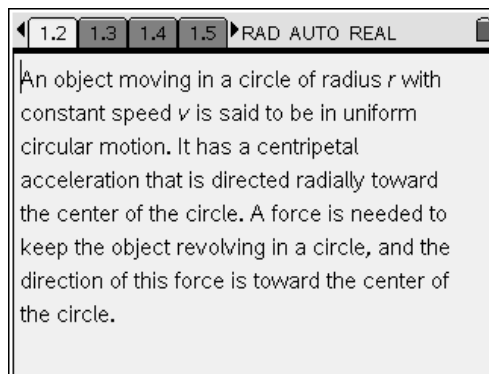 1.2 1.3 1.4 1.5 RAD AUTO REAL
An object moving in a circle of radius r with
constant speed v is said to be in uniform
circular motion. It has a centripetal
acceleration that is directed radially toward
the center of the circle. A force is needed to
keep the object revolving in a circle, and the
direction of this force is toward the center of
the circle.